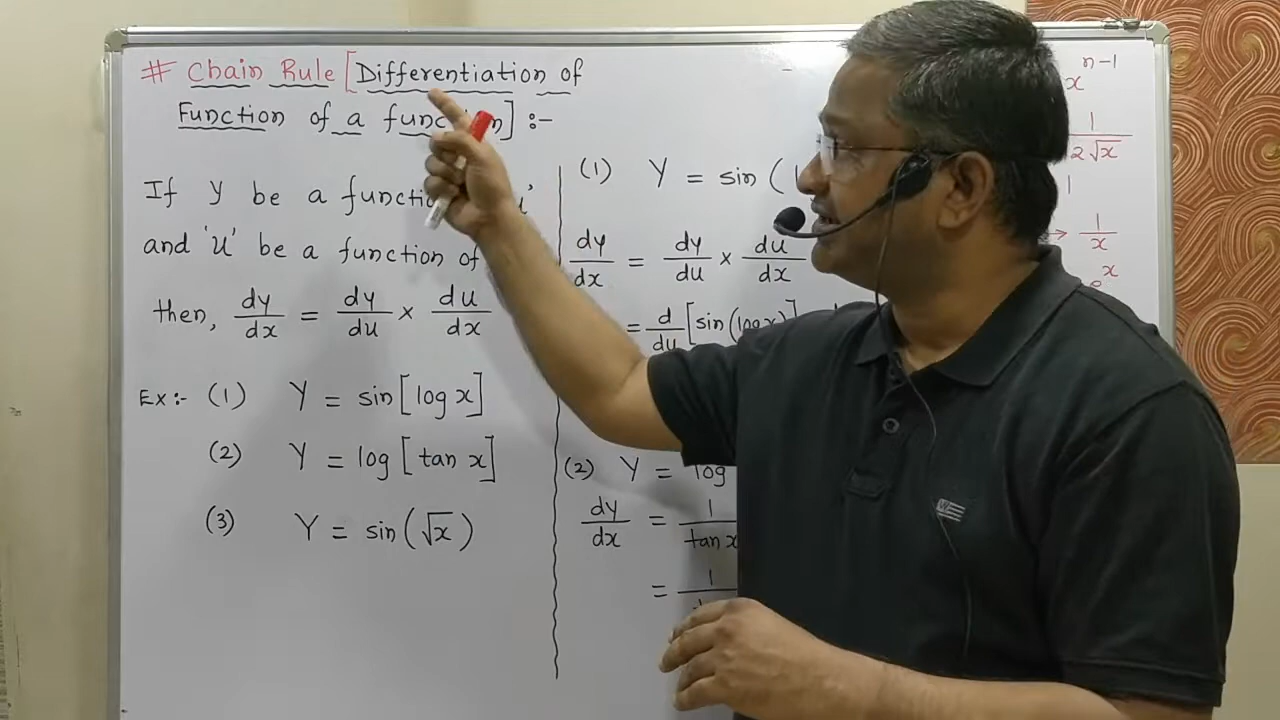 # Chain Rule [Differentiation of
Function of a function] :-
If y be a function 'u'
and 'u' be a function of
then, dy/dx = dy/du × du/dx
Ex:- (1) Y = sin[log x]
(2) Y = log[tan x]
(3) Y = sin(√x)
(1) Y = sin (
dy/dx = dy/du × du/dx
= d/du [sin(log x)]
(2) Y = log
dy/dx = 1/tan x
= 1/
n-1
x
1/2√x
1
→ 1/x
x